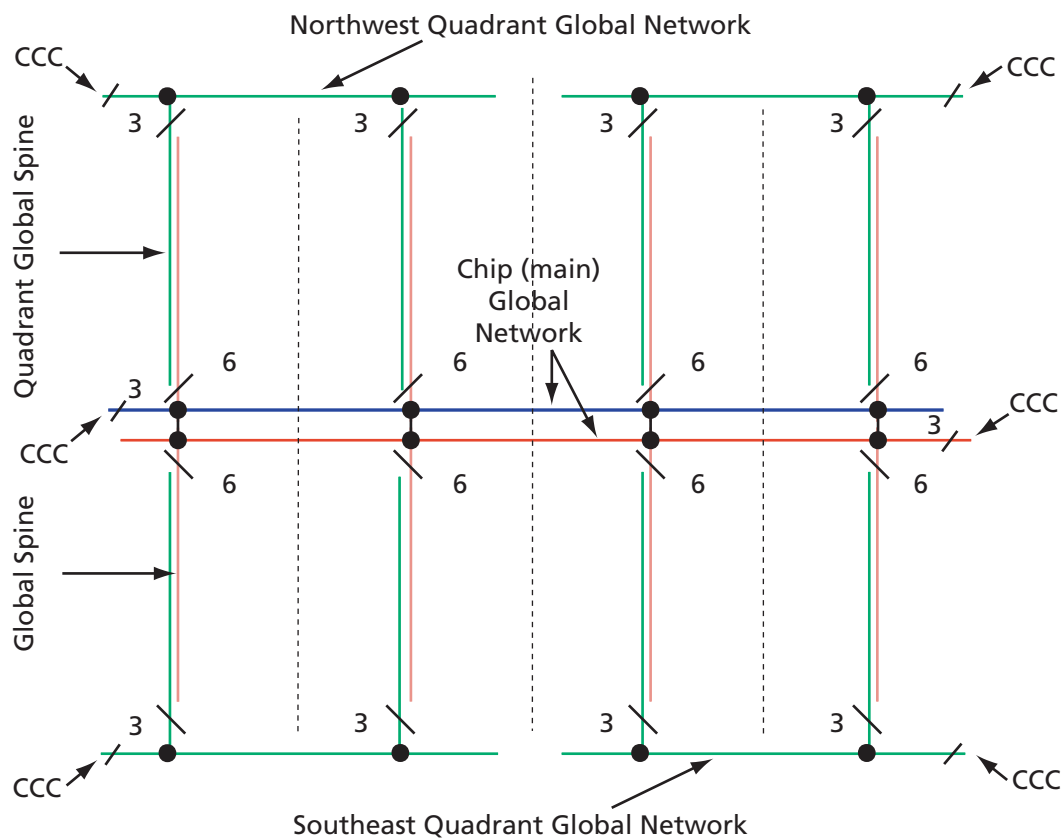 Northwest Quadrant Global Network
CCC
CCC
3
3
3
3
Quadrant Global Spine
Chip (main)
Global
Network
6
6
6
6
3
CCC
3
CCC
6
6
6
6
Global Spine
3
3
3
3
CCC
CCC
Southeast Quadrant Global Network